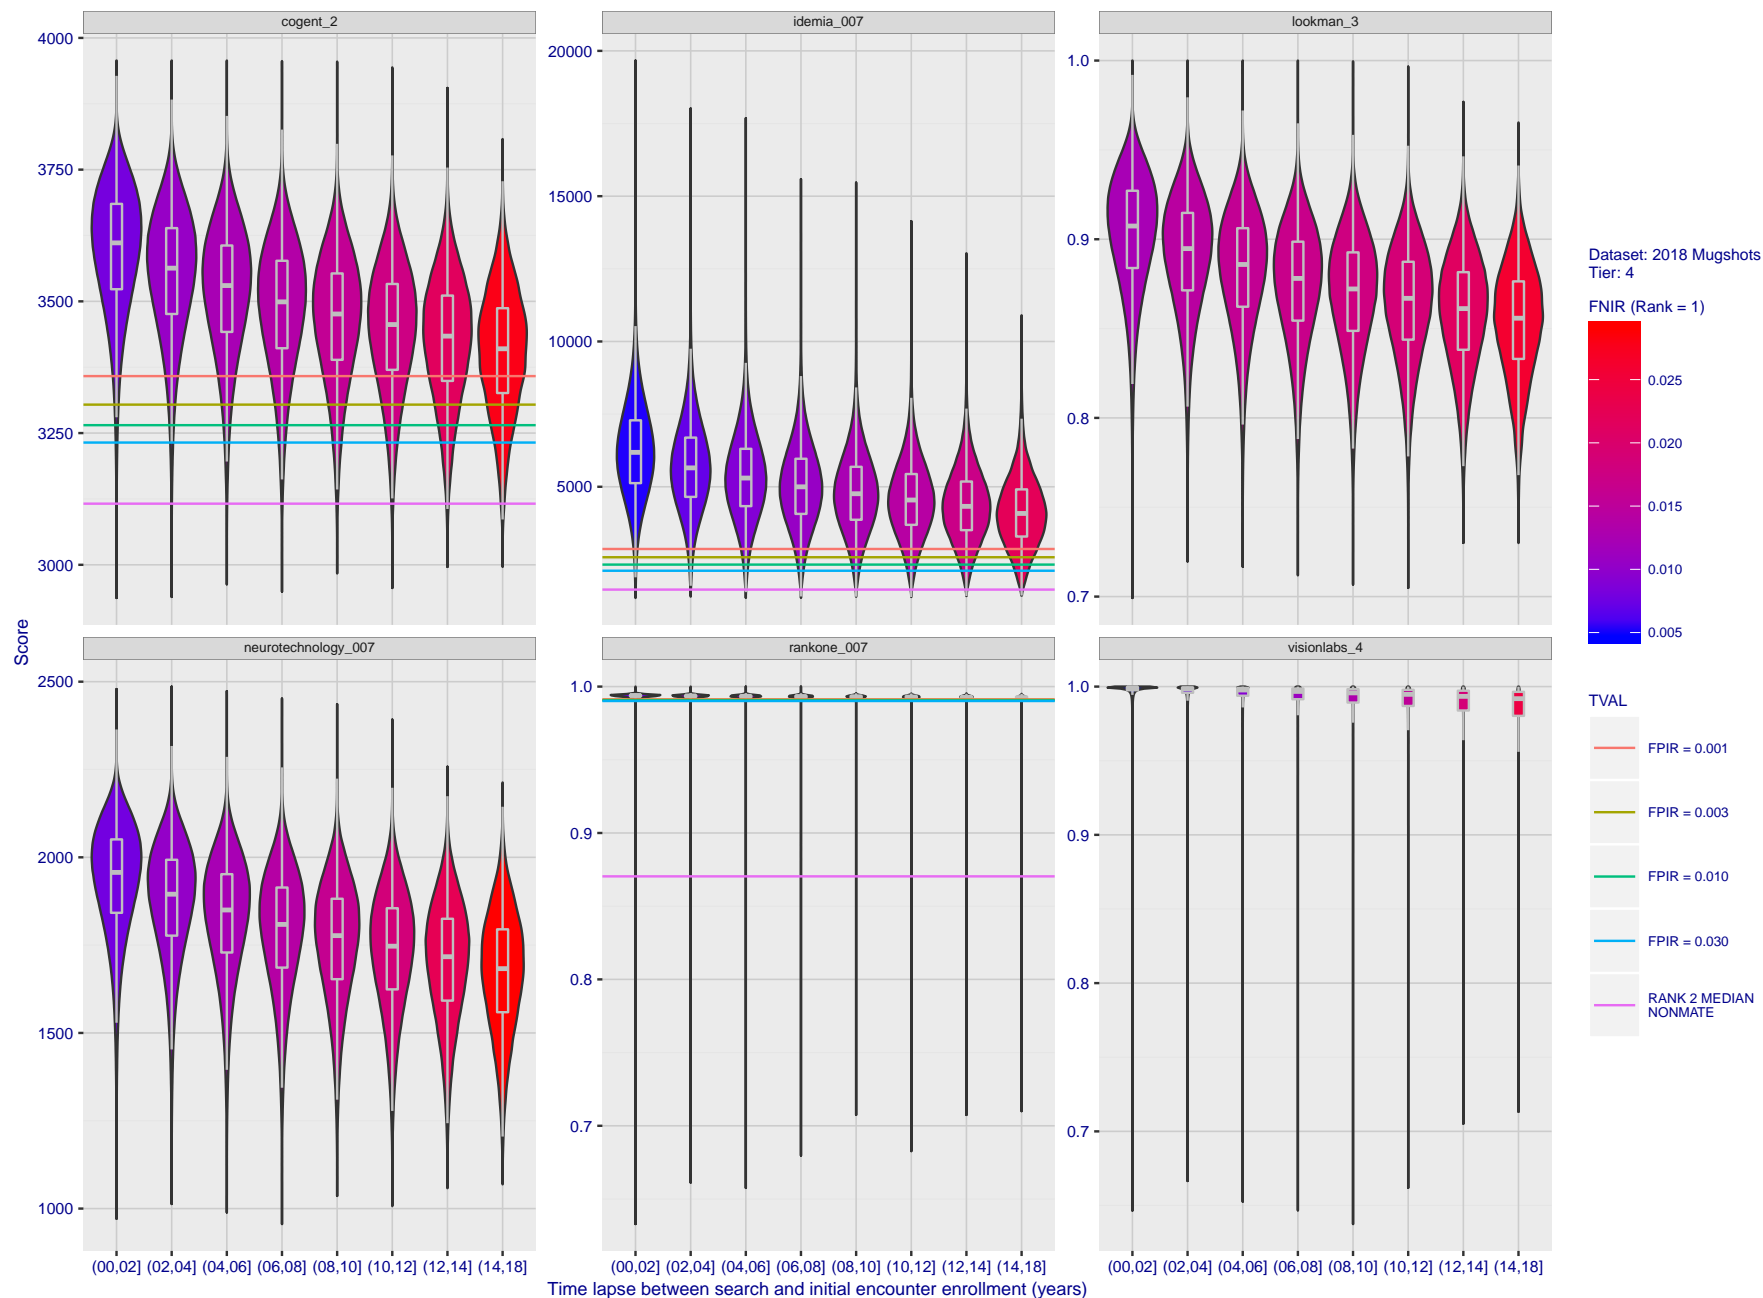 cogent_2
idemia_007
lookman_3
4000
3750
3500
3250
3000
20000
15000
10000
5000
1.0
0.9
0.8
0.7
neurotechnology_007
rankone_007
visionlabs_4
2500
2000
1500
1000
1.0
0.9
0.8
0.7
1.0
0.9
0.8
0.7
Score
(00,02] (02,04] (04,06] (06,08] (08,10] (10,12] (12,14] (14,18]
(00,02] (02,04] (04,06] (06,08] (08,10] (10,12] (12,14] (14,18]
(00,02] (02,04] (04,06] (06,08] (08,10] (10,12] (12,14] (14,18]
Time lapse between search and initial encounter enrollment (years)
Dataset: 2018 Mugshots
Tier: 4
FNIR (Rank = 1)
0.025
0.020
0.015
0.010
0.005
TVAL
FPIR = 0.001
FPIR = 0.003
FPIR = 0.010
FPIR = 0.030
RANK 2 MEDIAN
NONMATE